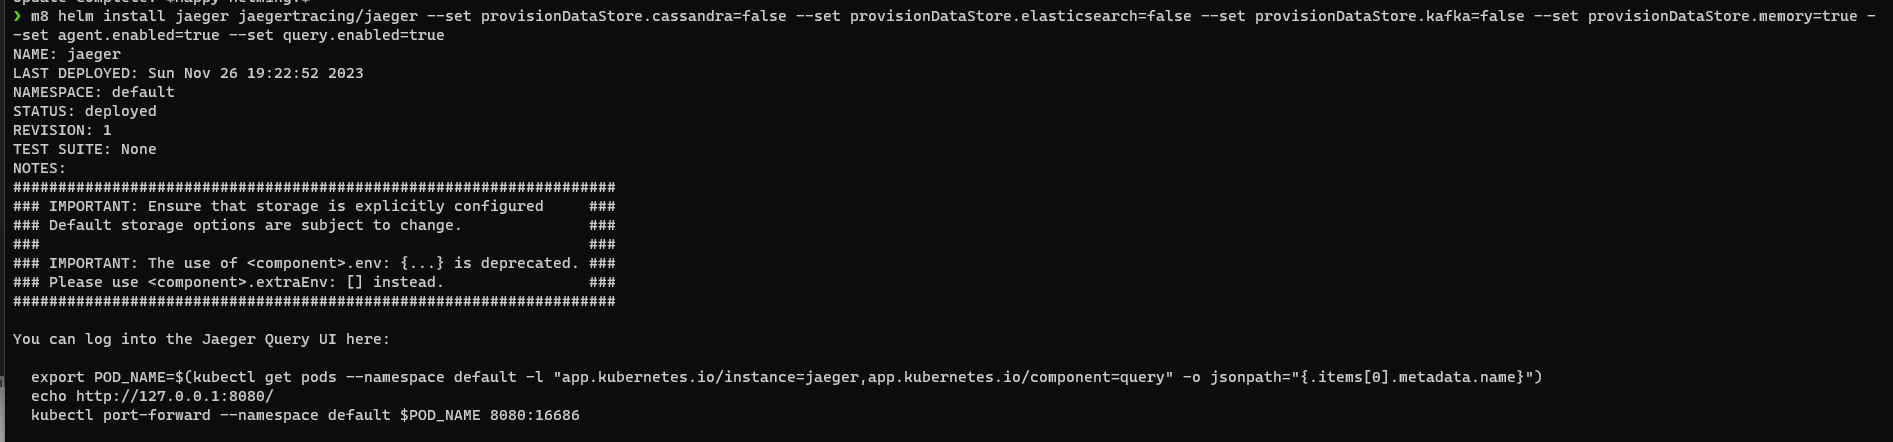 Update Complete. ⎈Happy Helming!⎈
❯ m8 helm install jaeger jaegertracing/jaeger --set provisionDataStore.cassandra=false --set provisionDataStore.elasticsearch=false --set provisionDataStore.kafka=false --set provisionDataStore.memory=true -
-set agent.enabled=true --set query.enabled=true
NAME: jaeger
LAST DEPLOYED: Sun Nov 26 19:22:52 2023
NAMESPACE: default
STATUS: deployed
REVISION: 1
TEST SUITE: None
NOTES:
###################################################################
### IMPORTANT: Ensure that storage is explicitly configured     ###
### Default storage options are subject to change.              ###
###                                                             ###
### IMPORTANT: The use of <component>.env: {...} is deprecated. ###
### Please use <component>.extraEnv: [] instead.                ###
###################################################################
You can log into the Jaeger Query UI here:
export POD_NAME=$(kubectl get pods --namespace default -l "app.kubernetes.io/instance=jaeger,app.kubernetes.io/component=query" -o jsonpath="{.items[0].metadata.name}")
echo http://127.0.0.1:8080/
kubectl port-forward --namespace default $POD_NAME 8080:16686